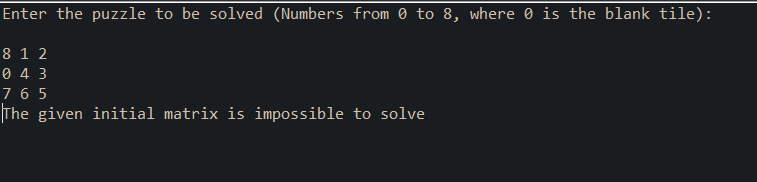 Enter the puzzle to be solved (Numbers from 0 to 8, where 0 is the blank tile):
8 1 2
0 4 3
7 6 5
The given initial matrix is impossible to solve